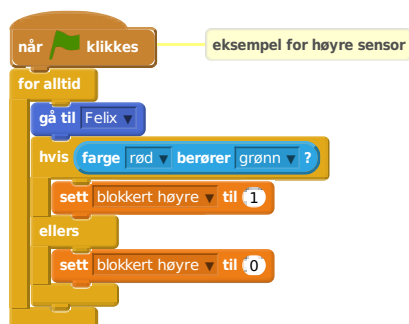 når klikkes
eksempel for høyre sensor
for alltid
gå til Felix
hvis farge rød berører grønn ?
sett blokkert høyre til 1
ellers
sett blokkert høyre til 0